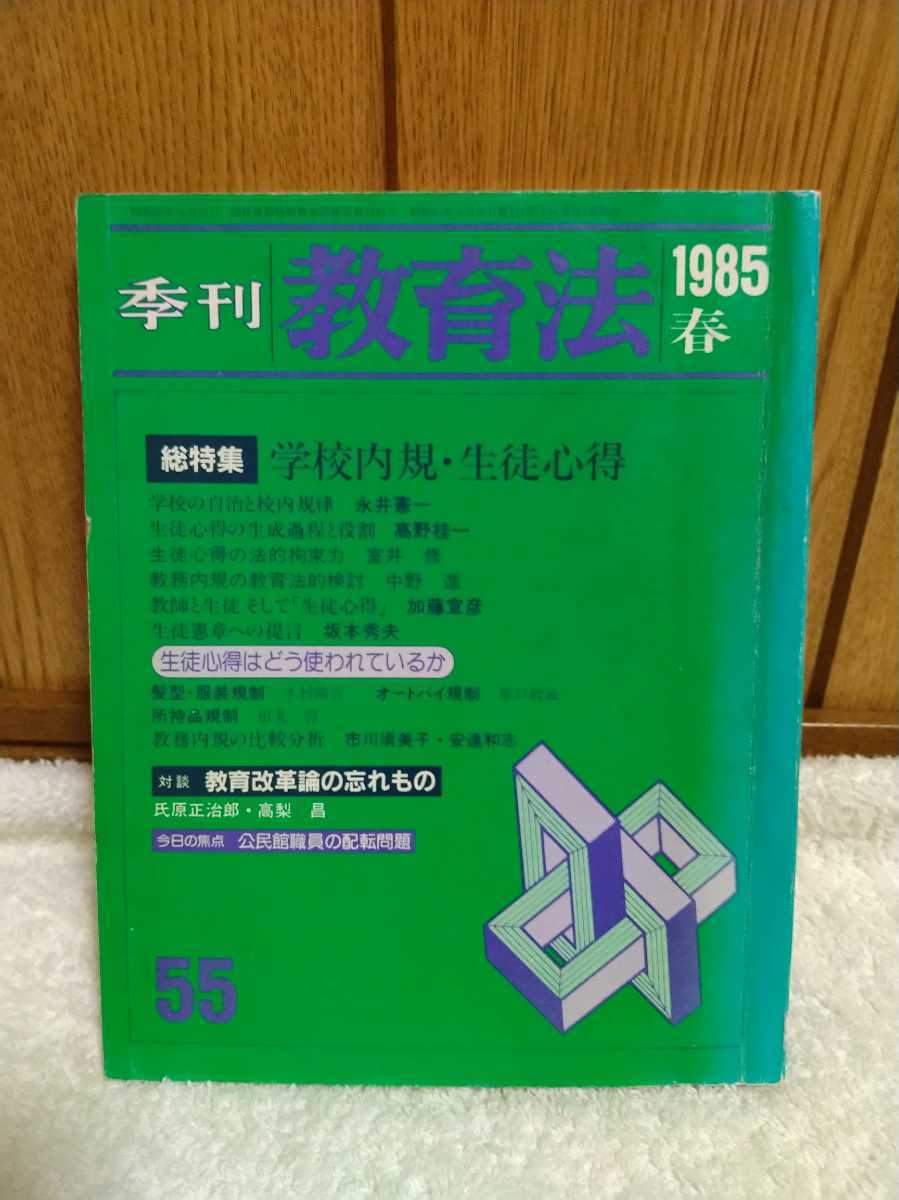 季刊 教育法 1985 春
総特集 学校内規・生徒心得
学校の自治と校内規律 永井憲一
生徒心得の生成過程と役割 高野桂一
生徒心得の法的拘束力 室井 修
教務内規の教育法的検討 中野 進
教師と生徒 そして「生徒心得」 加藤宣彦
生徒憲章への提言 坂本秀夫
生徒心得はどう使われているか
髪型・服装規制 オートバイ規制
所持品規制
教務内規の比較分析 市川須美子・安達和志
対談 教育改革論の忘れもの
氏原正治郎・高梨 昌
今日の焦点 公民館職員の配転問題
55